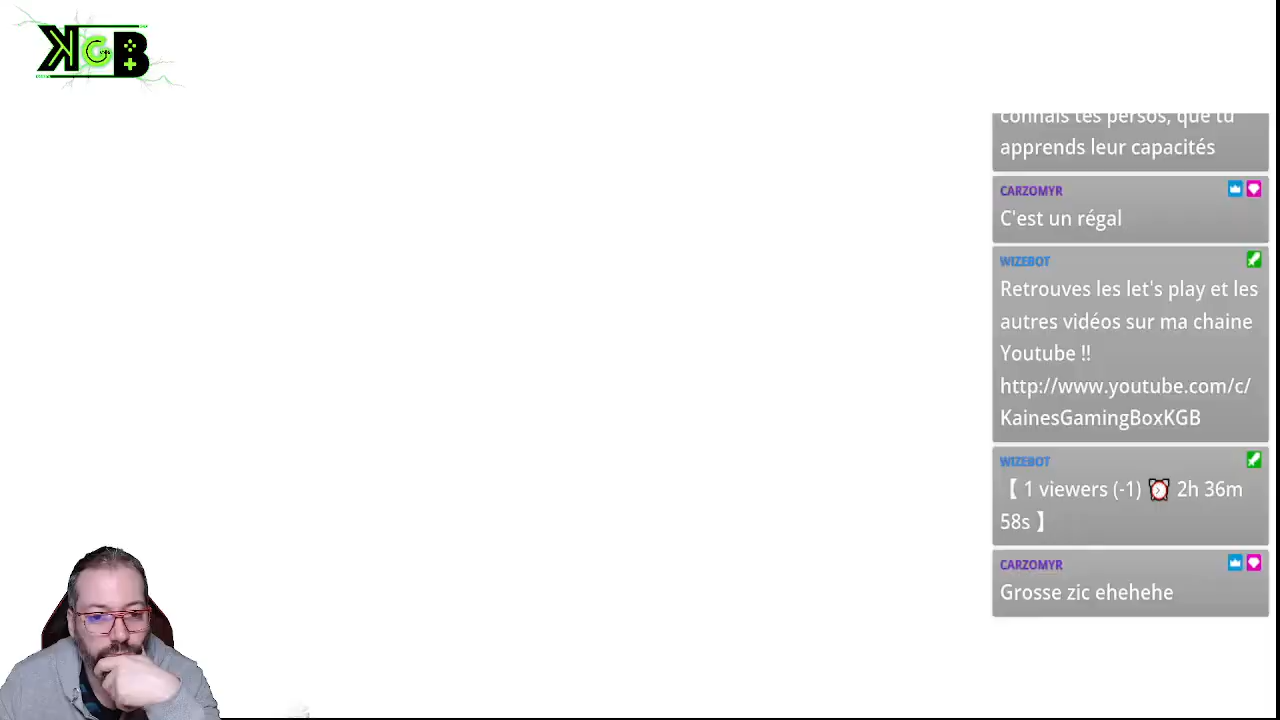 KGB
connais tes persos, que tu
apprends leur capacités
CARZOMYR
C'est un régal
WIZEBOT
Retrouves les let's play et les
autres vidéos sur ma chaine
Youtube !!
http://www.youtube.com/c/
KainesGamingBoxKGB
WIZEBOT
【 1 viewers (-1) ⏰ 2h 36m
58s 】
CARZOMYR
Grosse zic ehehehe